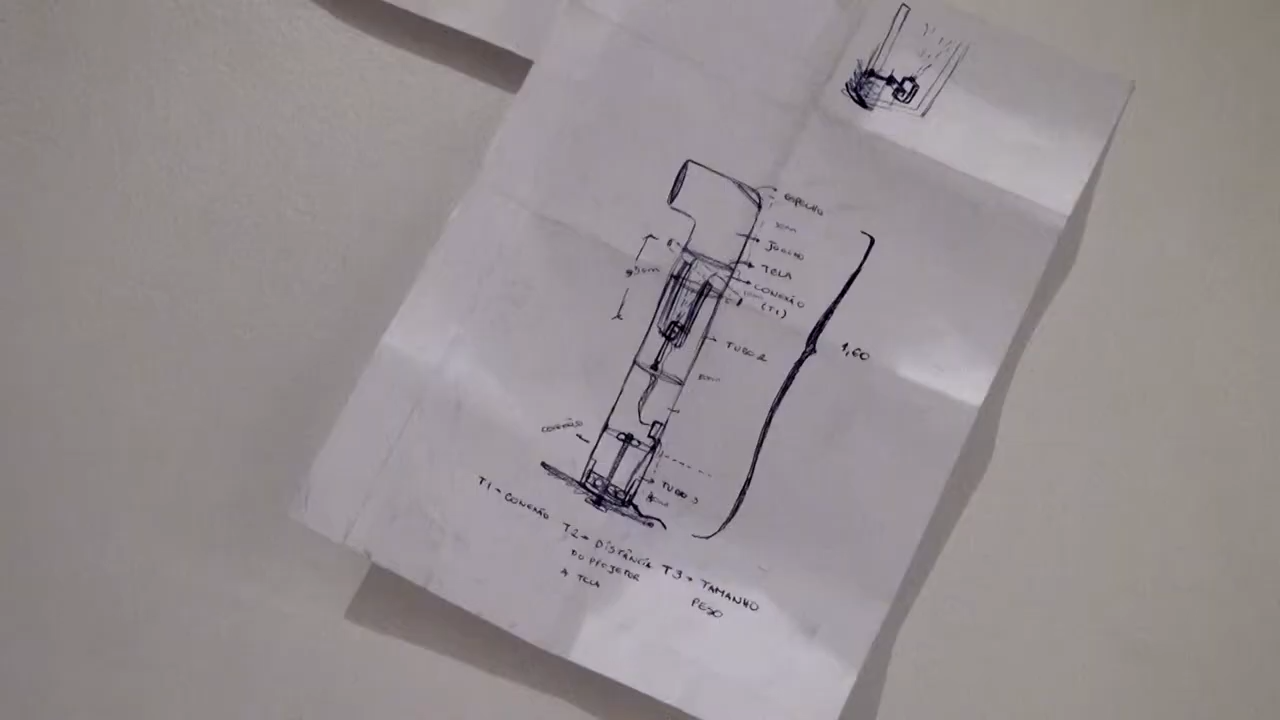 ESPELHO
JOELHO
TELA
CONEXÃO
(T1)
TUBO 2
1,60
TUBO 3
T1 → CONEXÃO
T2 → DISTÂNCIA
DO PROJETOR
A TELA
T3 → TAMANHO
PESO